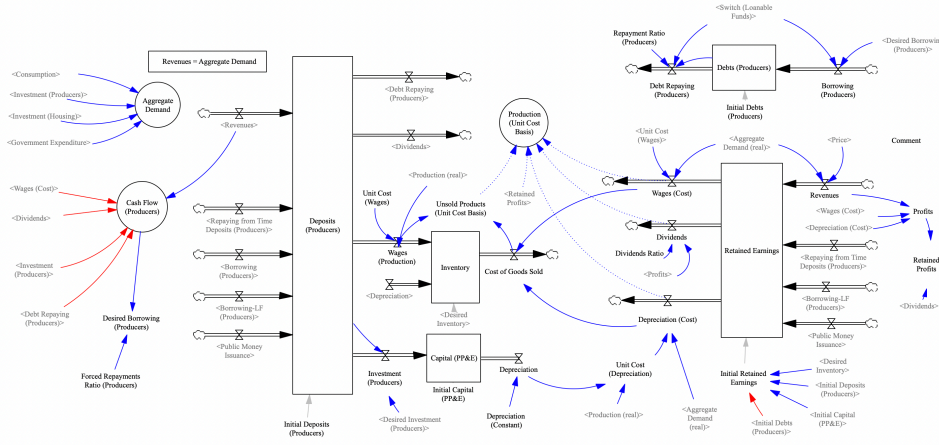 <Switch (Loanable
Funds)>
Repayment Ratio
(Producers)
<Desired Borrowing
(Producers)>
Debts (Producers)
Debt Repaying
(Producers)
Borrowing
(Producers)
Initial Debts
(Producers)
Revenues = Aggregate Demand
<Consumption>
<Investment (Producers)>
<Investment (Housing)>
<Government Expenditure>
Aggregate
Demand
<Revenues>
<Debt Repaying
(Producers)>
<Dividends>
Production
(Unit Cost
Basis)
<Unit Cost
(Wages)>
<Aggregate
Demand (real)>
<Price>
Comment
<Wages (Cost)>
<Dividends>
Cash Flow
(Producers)
<Investment
(Producers)>
<Debt Repaying
(Producers)>
Desired Borrowing
(Producers)
Forced Repayments
Ratio (Producers)
<Repaying from Time
Deposits (Producers)>
<Borrowing
(Producers)>
<Borrowing-LF
(Producers)>
<Public Money
Issuance>
Deposits
(Producers)
Initial Deposits
(Producers)
Unit Cost
(Wages)
<Production (real)>
Unsold Products
(Unit Cost Basis)
<Retained
Profits>
Wages
(Production)
Inventory
Cost of Goods Sold
<Depreciation>
<Desired
Inventory>
Investment
(Producers)
Capital (PP&E)
Initial Capital
(PP&E)
Depreciation
<Desired Investment
(Producers)>
Depreciation
(Constant)
Wages (Cost)
Dividends
Dividends Ratio
<Profits>
Depreciation (Cost)
Unit Cost
(Depreciation)
<Production (real)>
<Aggregate
Demand
(real)>
Retained Earnings
Revenues
<Wages (Cost)>
<Depreciation (Cost)>
Profits
<Repaying from Time
Deposits (Producers)>
Retained
Profits
<Borrowing-LF
(Producers)>
<Dividends>
<Public Money
Issuance>
Initial Retained
Earnings
<Desired
Inventory>
<Initial Deposits
(Producers)>
<Initial Capital
(PP&E)>
<Initial Debts
(Producers)>